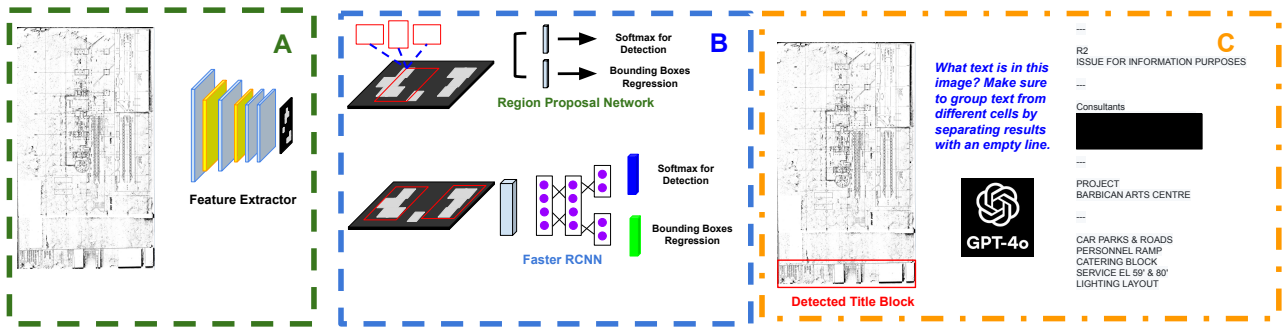 A
Feature Extractor
B
Softmax for
Detection
Bounding Boxes
Regression
Region Proposal Network
Softmax for
Detection
Bounding Boxes
Regression
Faster RCNN
C
Detected Title Block
What text is in this
image? Make sure
to group text from
different cells by
separating results
with an empty line.
GPT-4o
---
R2
ISSUE FOR INFORMATION PURPOSES
---
Consultants
---
PROJECT
BARBICAN ARTS CENTRE
---
CAR PARKS & ROADS
PERSONNEL RAMP
CATERING BLOCK
SERVICE EL 59' & 80'
LIGHTING LAYOUT